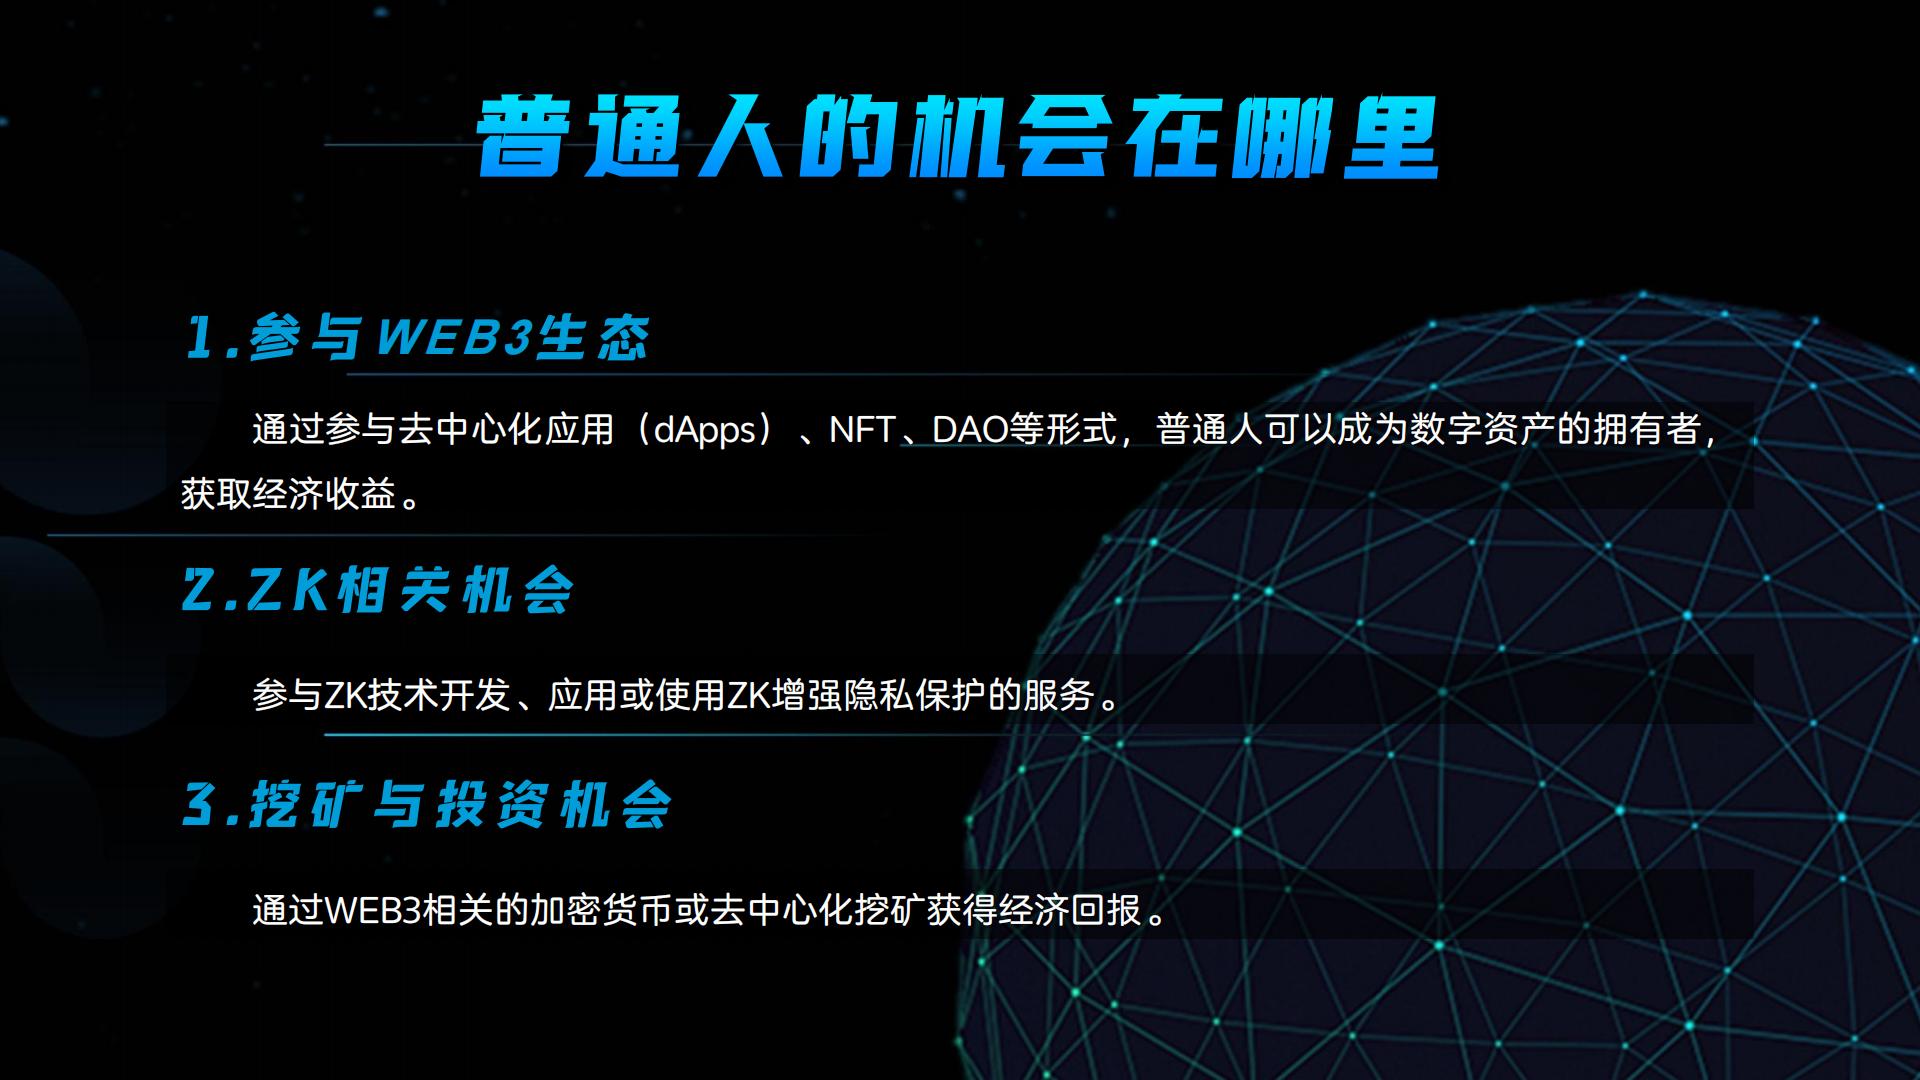 普通人的机会在哪里
1.参与WEB3生态
通过参与去中心化应用（dApps）、NFT、DAO等形式，普通人可以成为数字资产的拥有者，
获取经济收益。
2.ZK相关机会
参与ZK技术开发、应用或使用ZK增强隐私保护的服务。
3.挖矿与投资机会
通过WEB3相关的加密货币或去中心化挖矿获得经济回报。